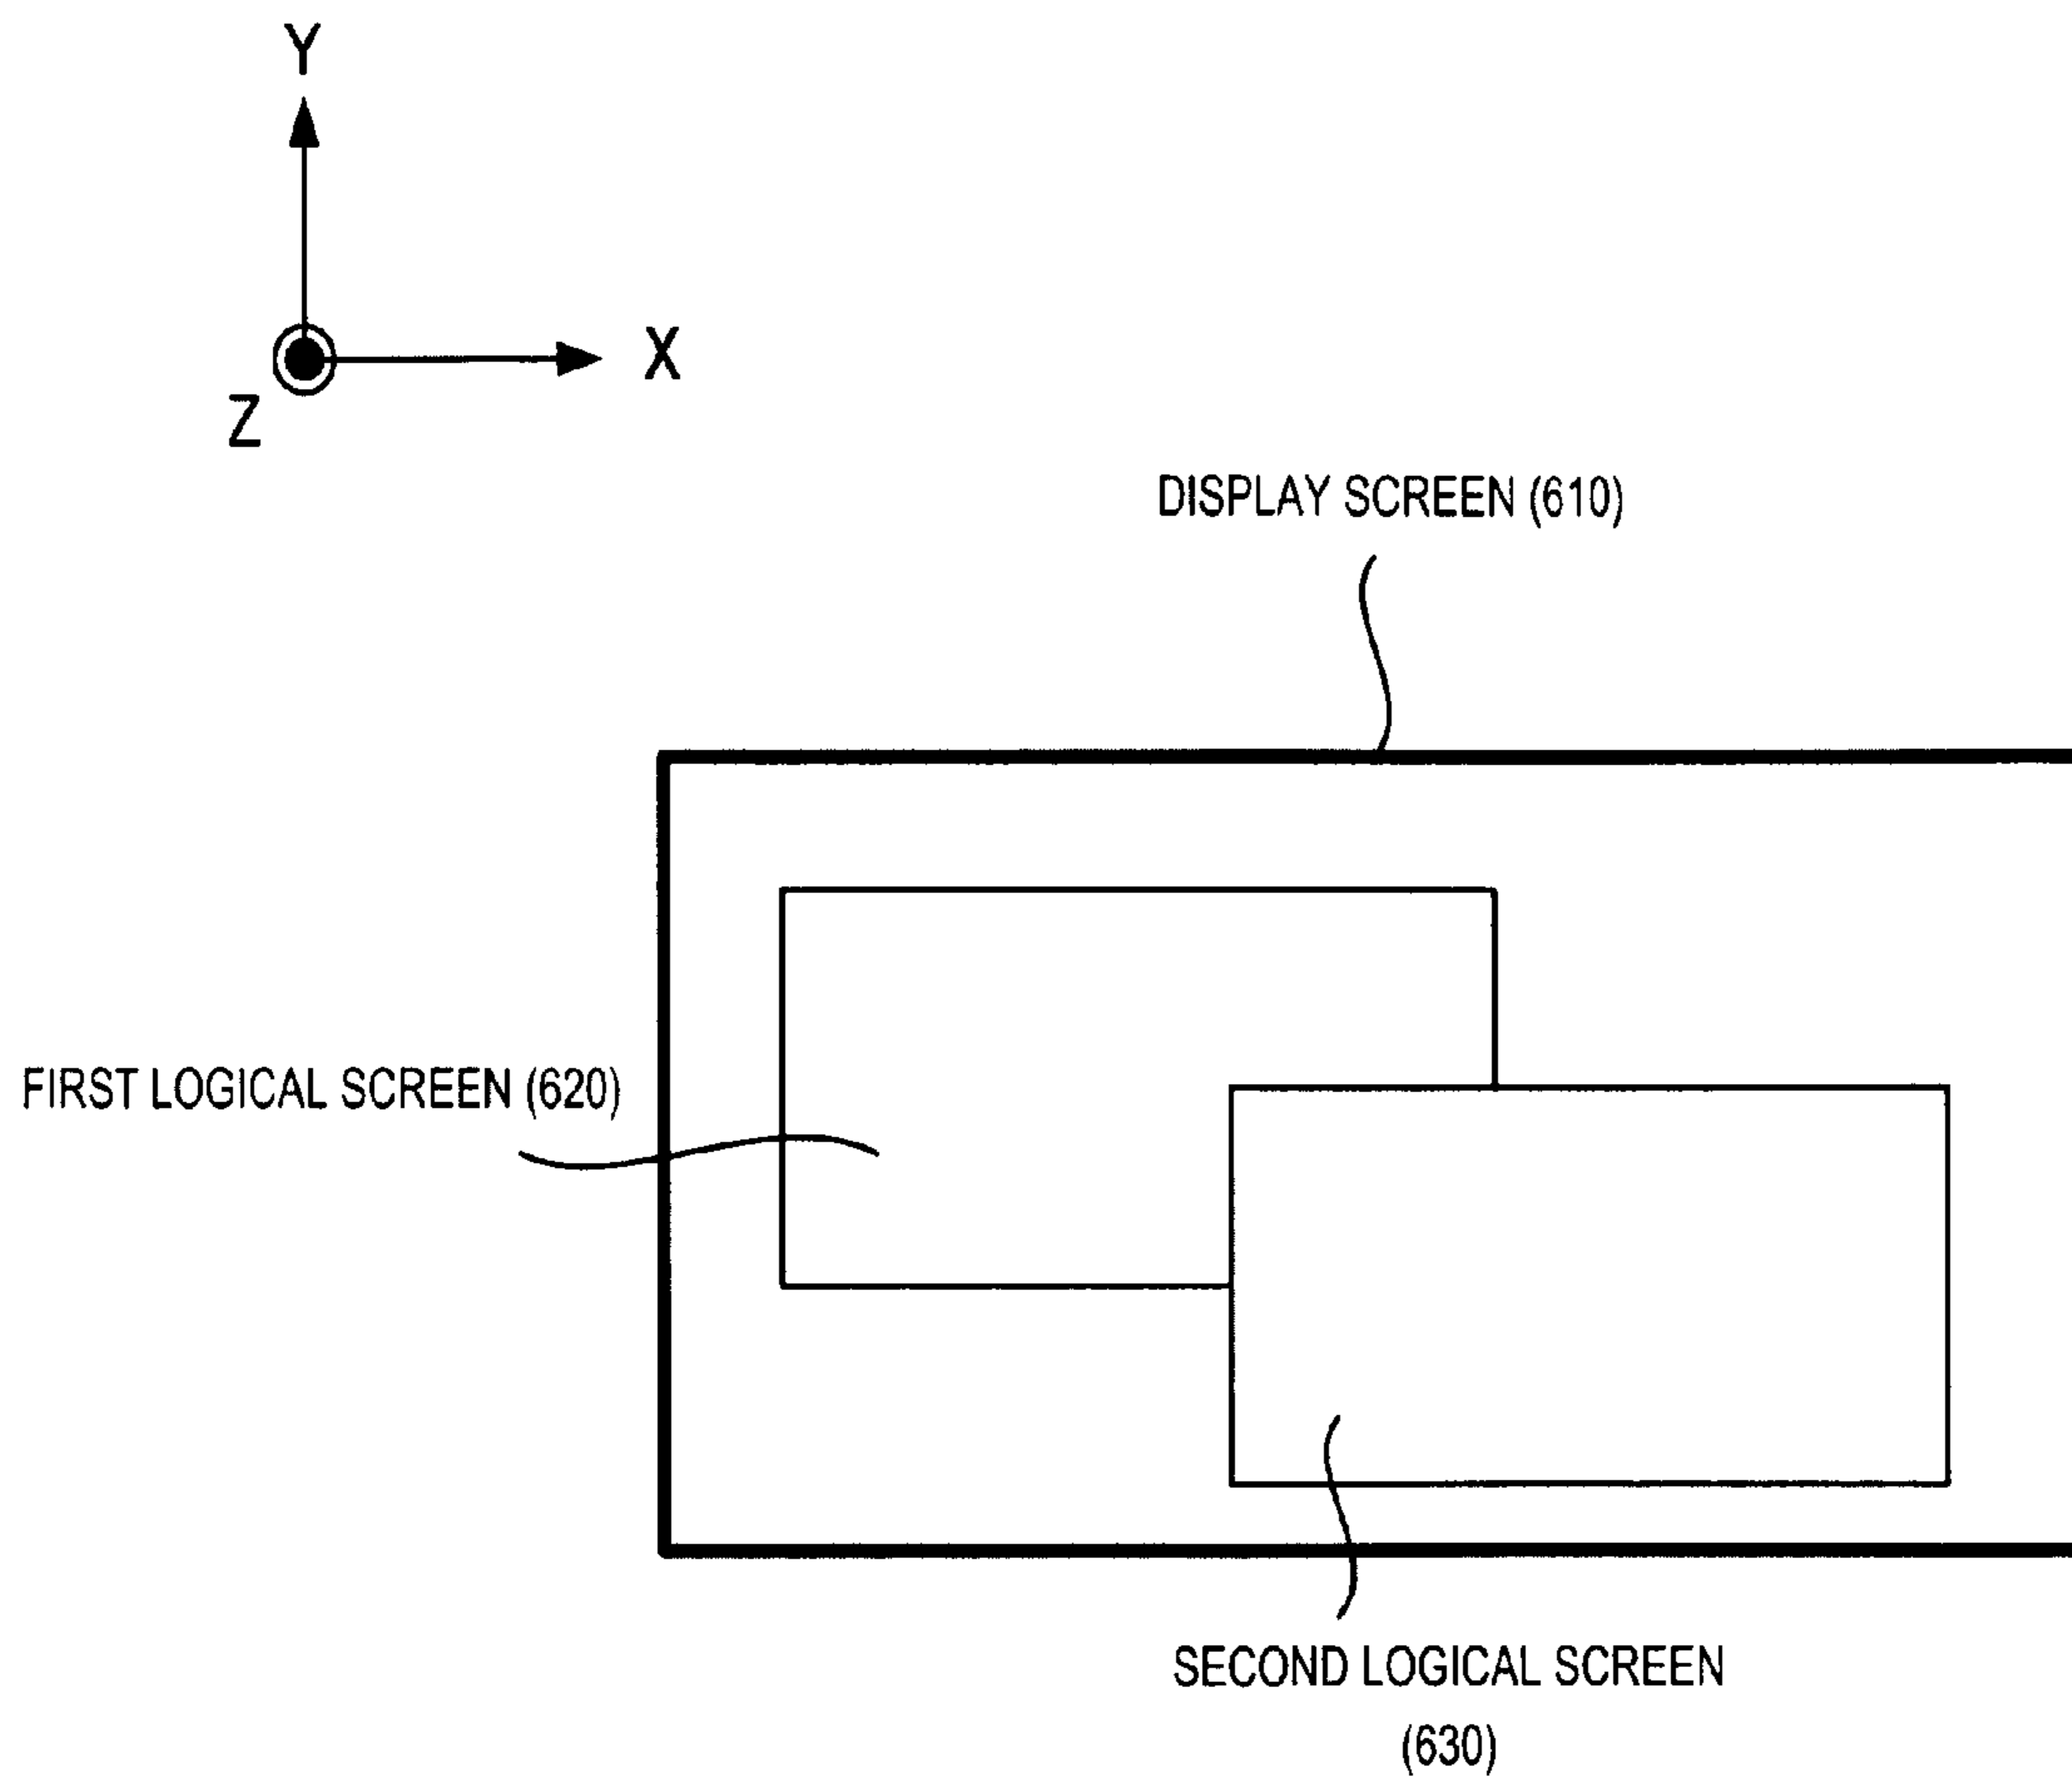 Y
X
Z
DISPLAY SCREEN (610)
FIRST LOGICAL SCREEN (620)
SECOND LOGICAL SCREEN
(630)